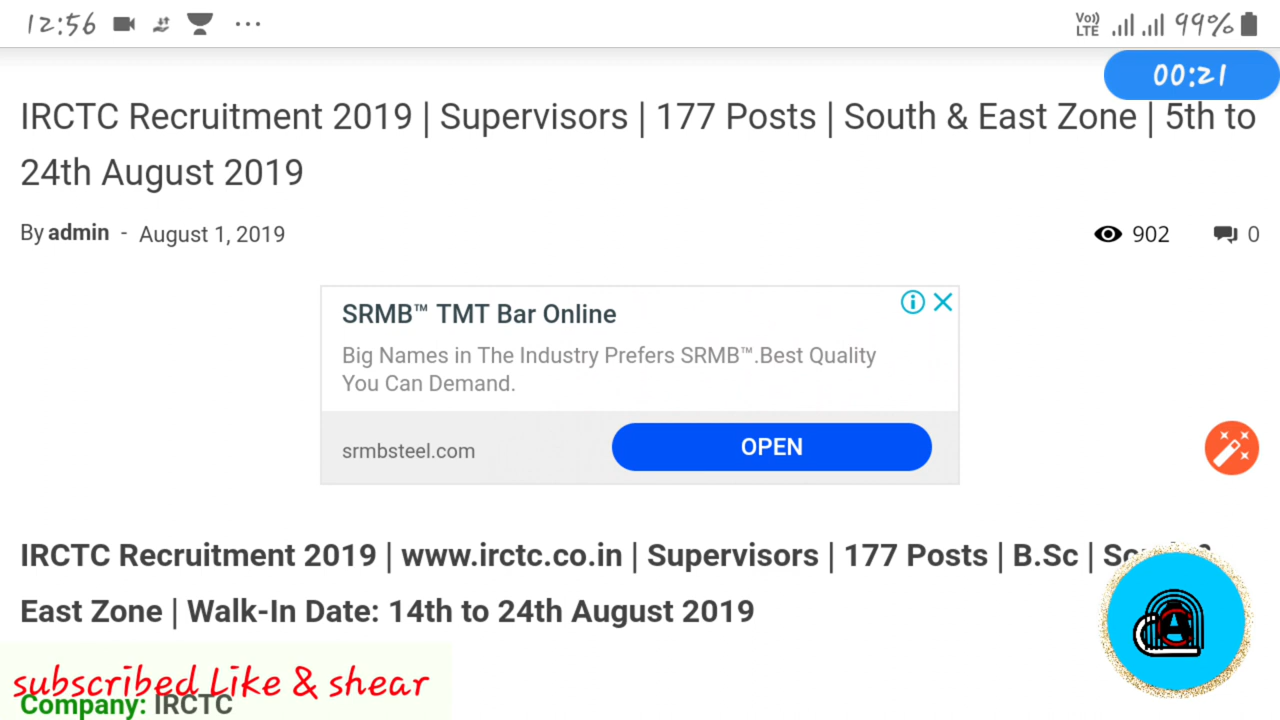 12:56 ... Vo)) LTE 99%
00:21
IRCTC Recruitment 2019 | Supervisors | 177 Posts | South & East Zone | 5th to
24th August 2019
By admin - August 1, 2019 902 0
SRMB™ TMT Bar Online
Big Names in The Industry Prefers SRMB™.Best Quality
You Can Demand.
srmbsteel.com OPEN
IRCTC Recruitment 2019 | www.irctc.co.in | Supervisors | 177 Posts | B.Sc |
East Zone | Walk-In Date: 14th to 24th August 2019
subscribed Like & shear
Company: IRCTC